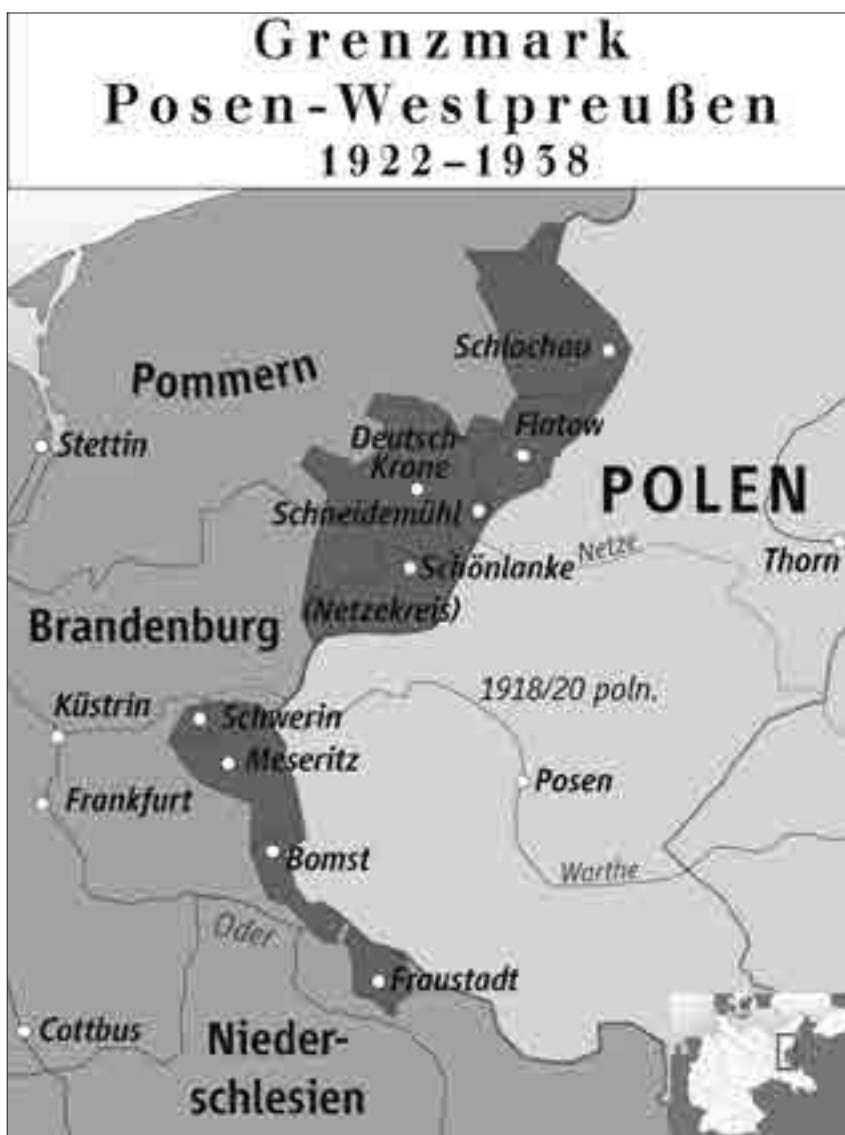 Grenzmark
Posen-Westpreußen
1922–1938
Schlochau
Pommern
Flatow
Deutsch
Krone
Stettin
POLEN
Schneidemühl
Netze
Thorn
Schönlanke
(Netzekreis)
Brandenburg
1918/20 poln.
Küstrin
Schwerin
Meseritz
Posen
Frankfurt
Bomst
Warthe
Oder
Fraustadt
Cottbus
Nieder-
schlesien